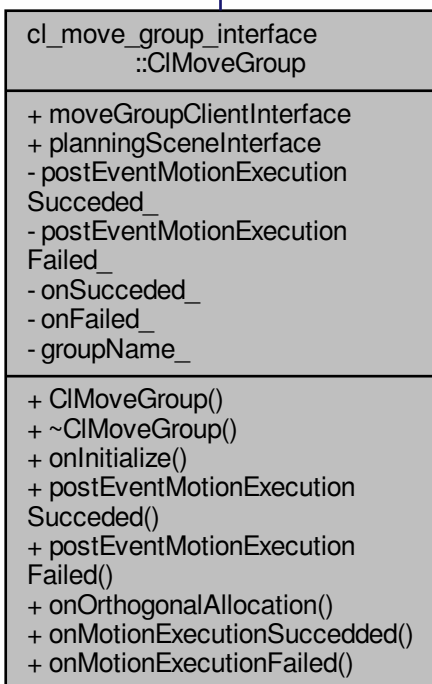 cl_move_group_interface
::ClMoveGroup
+ moveGroupClientInterface
+ planningSceneInterface
- postEventMotionExecution
Succeded_
- postEventMotionExecution
Failed_
- onSucceded_
- onFailed_
- groupName_
+ ClMoveGroup()
+ ~ClMoveGroup()
+ onInitialize()
+ postEventMotionExecution
Succeded()
+ postEventMotionExecution
Failed()
+ onOrthogonalAllocation()
+ onMotionExecutionSuccedded()
+ onMotionExecutionFailed()